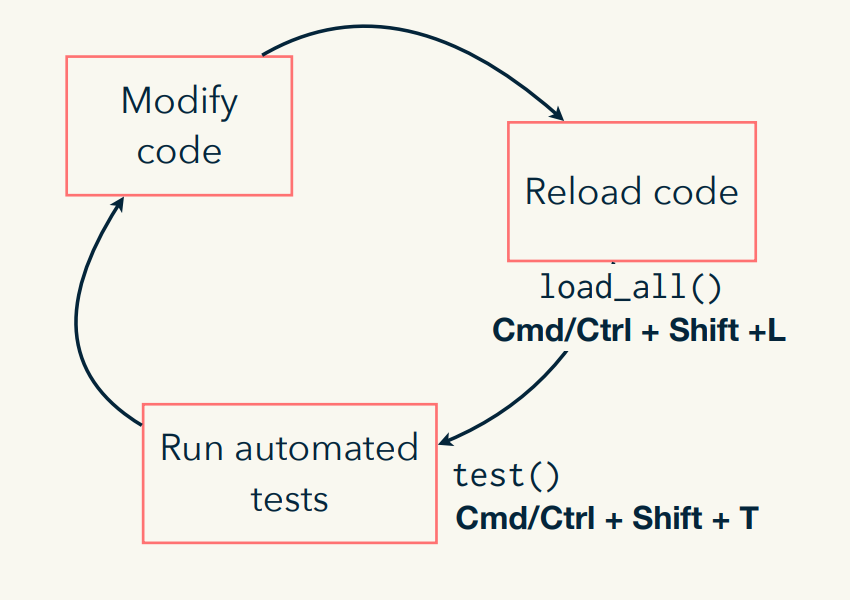 Modify
code
Reload code
load_all()
Cmd/Ctrl + Shift +L
Run automated
tests
test()
Cmd/Ctrl + Shift + T